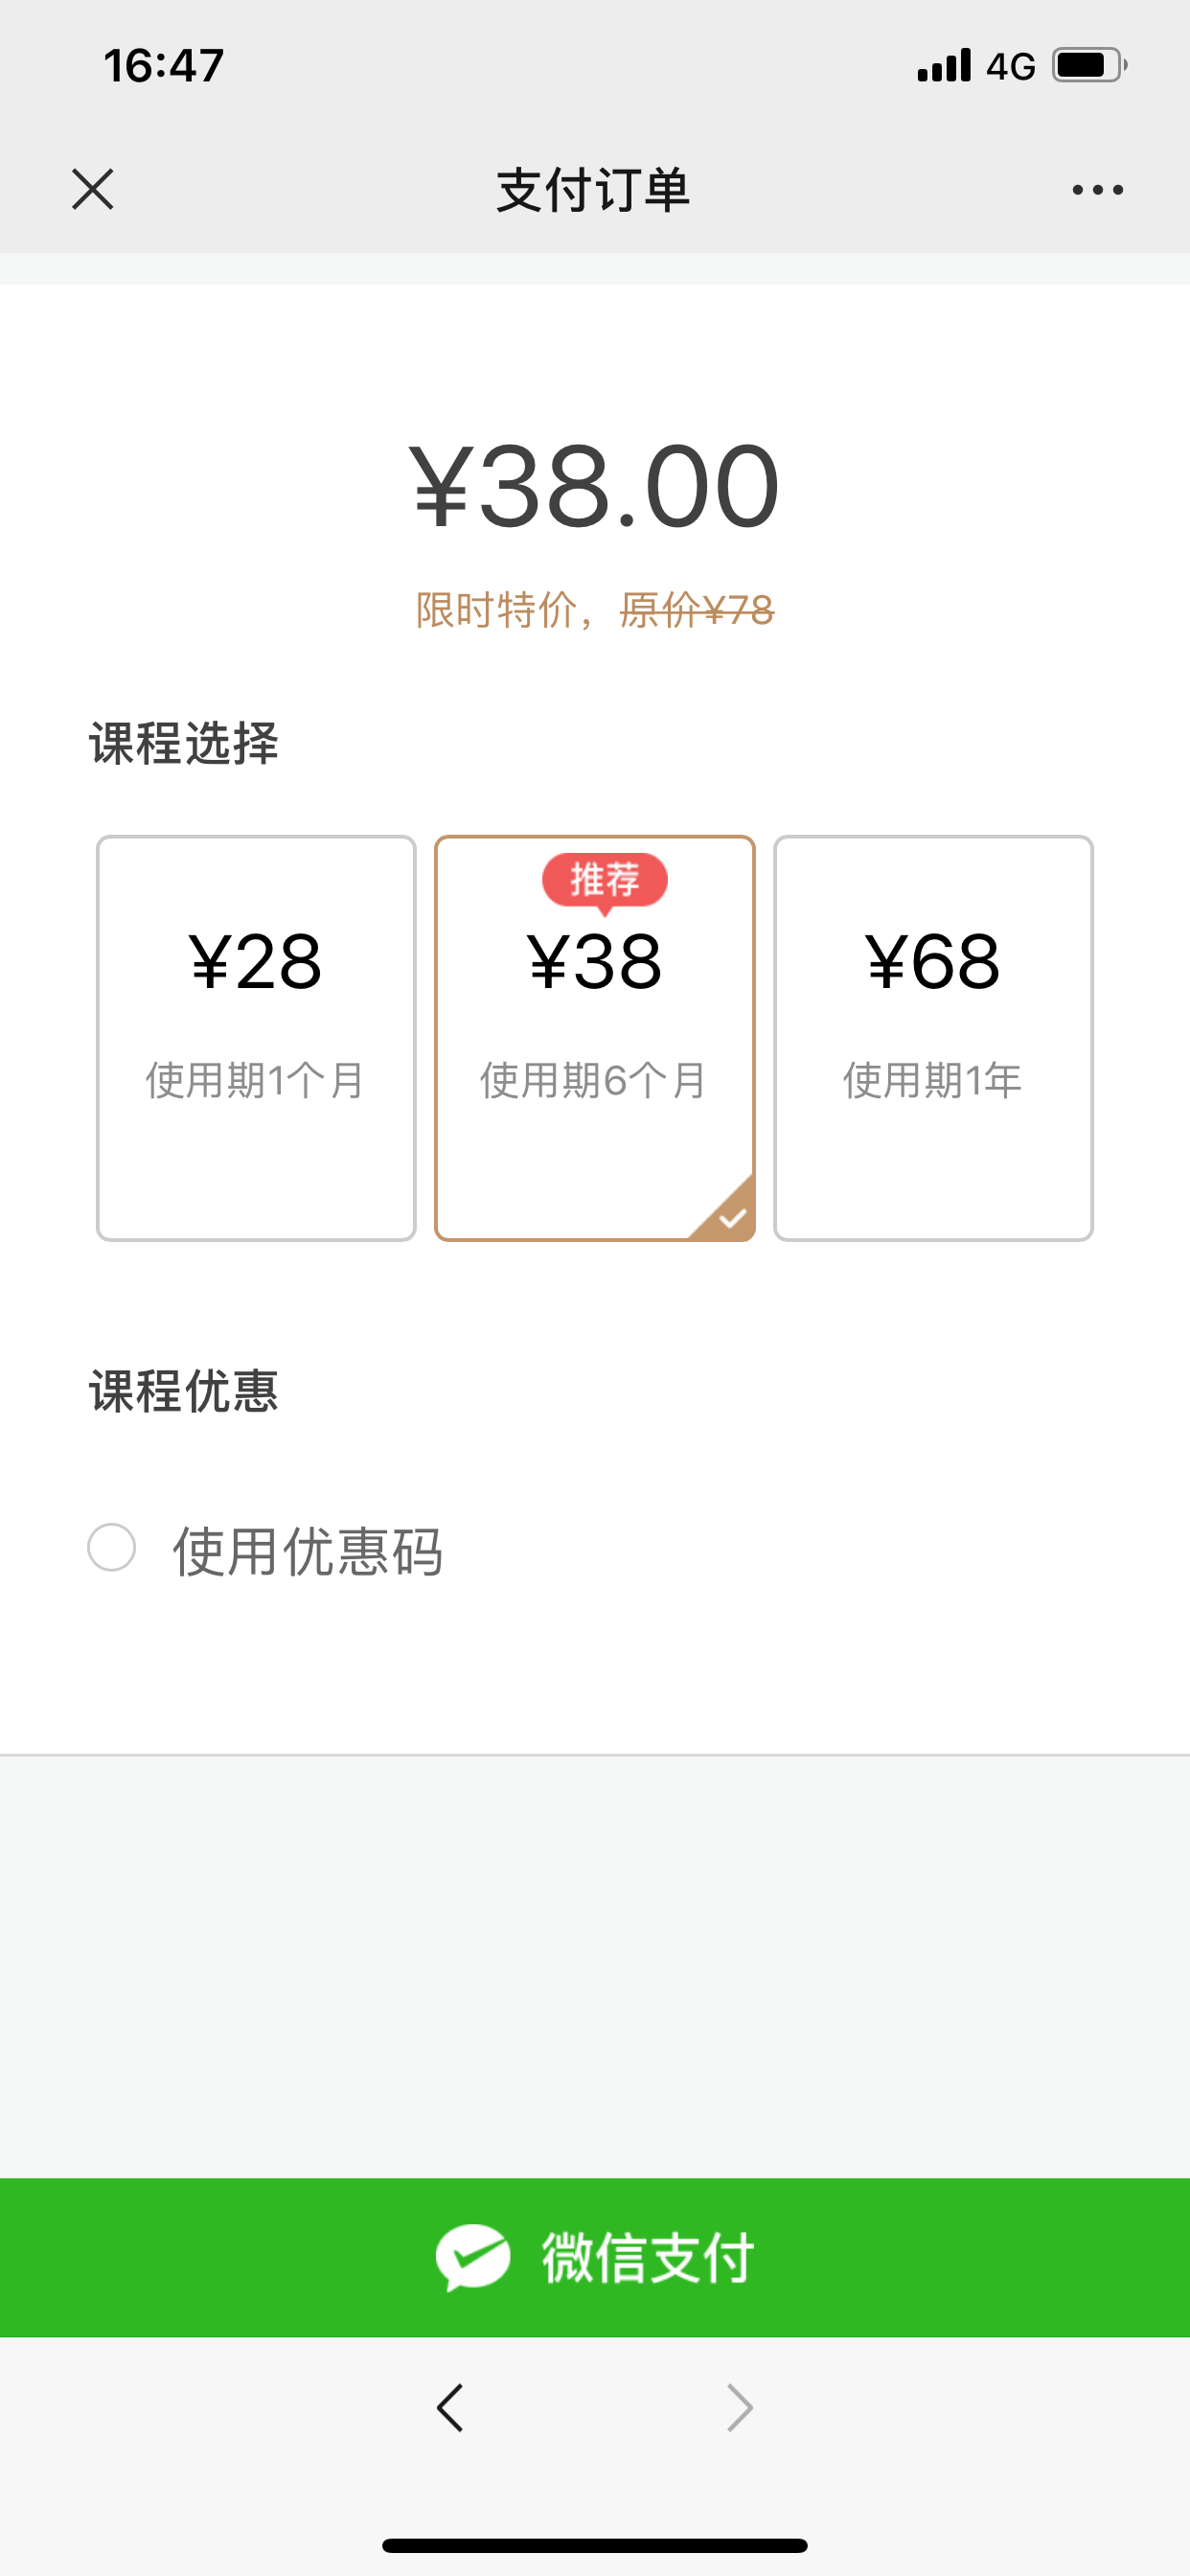 16:47
4G
支付订单
¥38.00
限时特价，原价¥78
课程选择
推荐
¥28
¥38
¥68
使用期1个月
使用期6个月
使用期1年
课程优惠
使用优惠码
微信支付